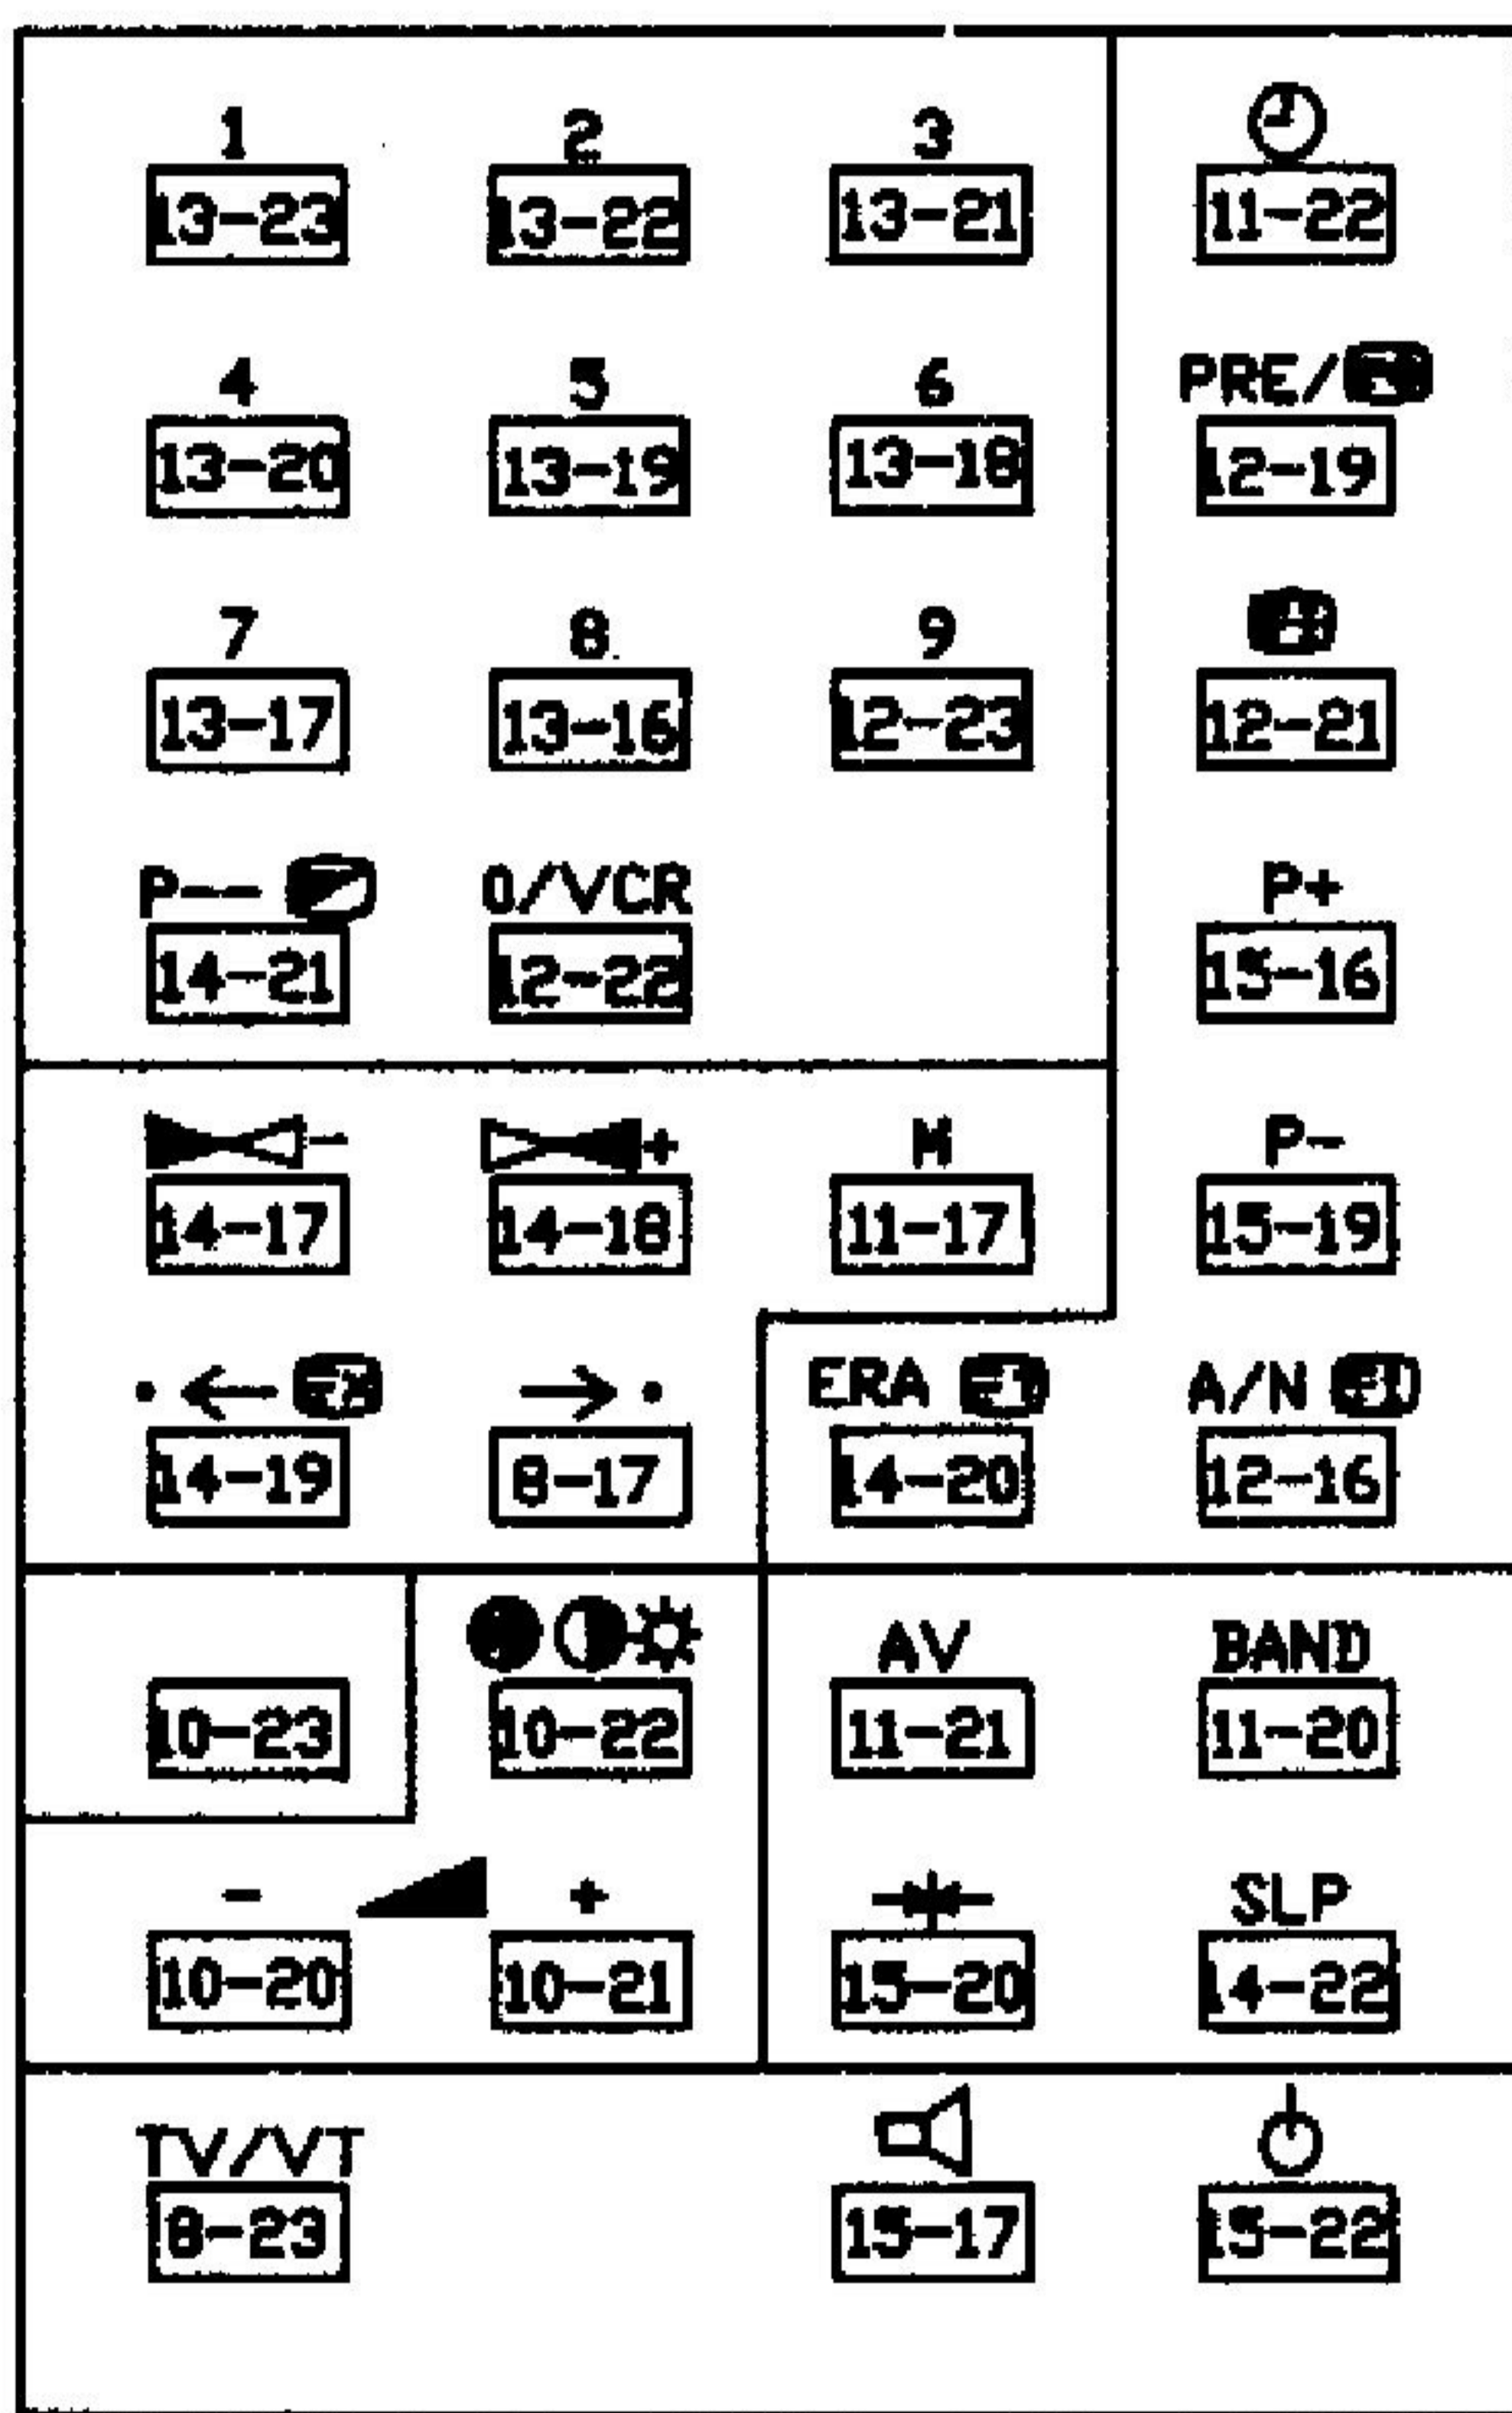 1 2 3
13-23 13-22 13-21 11-22
4 5 6 PRE/
13-20 13-19 13-18 12-19
7 8 9
13-17 13-16 12-23 12-21
P-- 0/VCR P+
14-21 12-22 15-16
- + M P-
14-17 14-18 11-17 15-19
ERA A/N
14-19 8-17 14-20 12-16
AV BAND
10-23 10-22 11-21 11-20
- + SLP
10-20 10-21 15-20 14-22
TV/VT
8-23 15-17 15-22